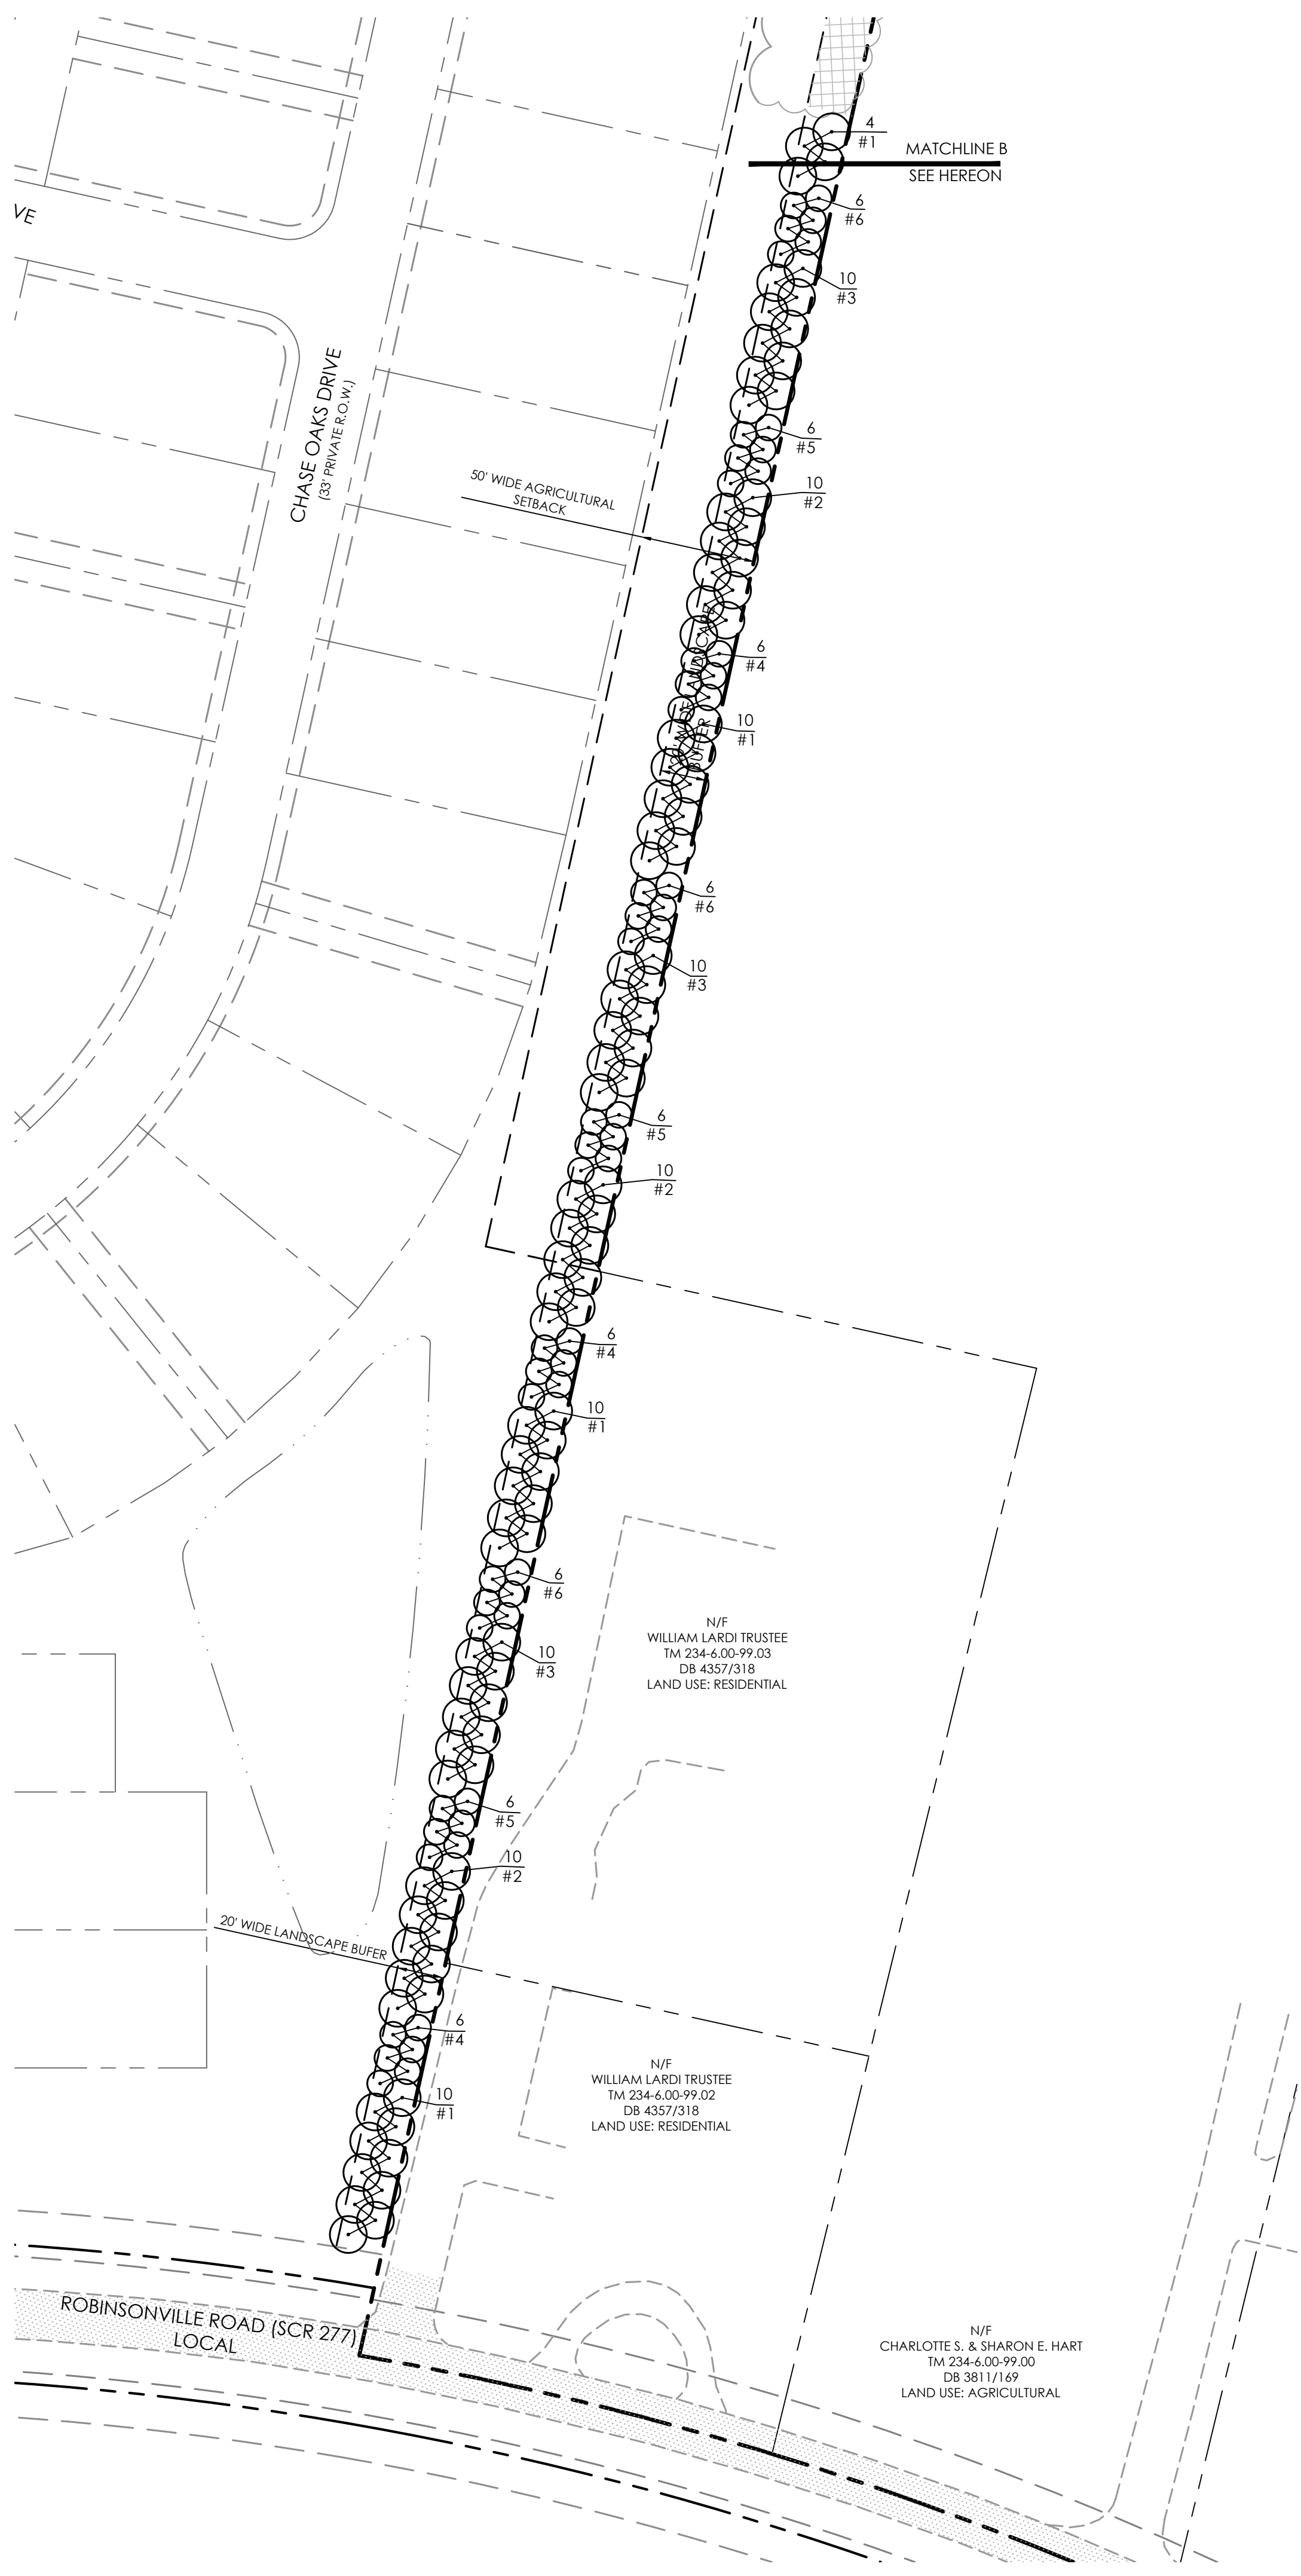 4
#1
MATCHLINE B
SEE HEREON
VE
6
#6
10
#3
CHASE OAKS DRIVE
(33' PRIVATE R.O.W.)
6
#5
50' WIDE AGRICULTURAL
SETBACK
10
#2
6
#4
20' WIDE LANDSCAPE
BUFFER
10
#1
6
#6
10
#3
6
#5
10
#2
6
#4
10
#1
6
#6
N/F
WILLIAM LARDI TRUSTEE
TM 234-6.00-99.03
DB 4357/318
LAND USE: RESIDENTIAL
10
#3
6
#5
10
#2
20' WIDE LANDSCAPE BUFER
6
#4
N/F
WILLIAM LARDI TRUSTEE
TM 234-6.00-99.02
DB 4357/318
LAND USE: RESIDENTIAL
10
#1
ROBINSONVILLE ROAD (SCR 277)
LOCAL
N/F
CHARLOTTE S. & SHARON E. HART
TM 234-6.00-99.00
DB 3811/169
LAND USE: AGRICULTURAL